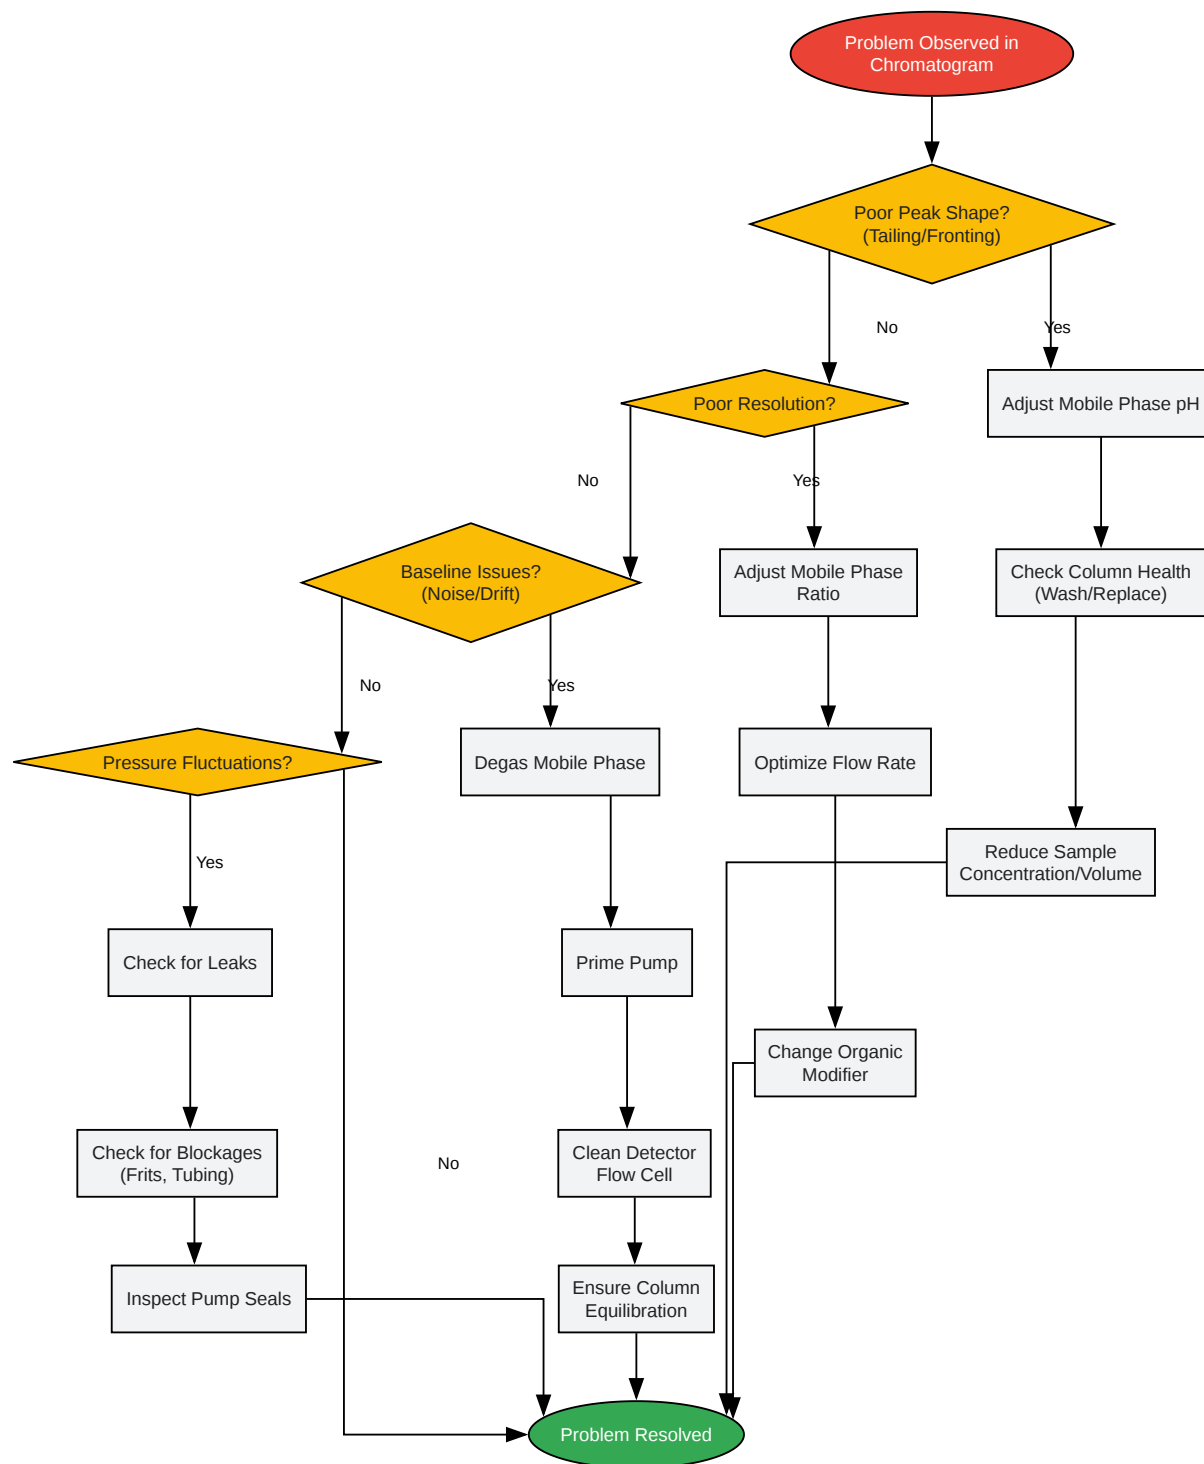 Problem Observed in
Chromatogram
Poor Peak Shape?
(Tailing/Fronting)
No
Yes
Poor Resolution?
Adjust Mobile Phase pH
No
Yes
Baseline Issues?
(Noise/Drift)
Adjust Mobile Phase
Ratio
Check Column Health
(Wash/Replace)
No
Yes
Pressure Fluctuations?
Degas Mobile Phase
Optimize Flow Rate
Yes
Reduce Sample
Concentration/Volume
Check for Leaks
Prime Pump
Change Organic
Modifier
Check for Blockages
(Frits, Tubing)
No
Clean Detector
Flow Cell
Inspect Pump Seals
Ensure Column
Equilibration
Problem Resolved